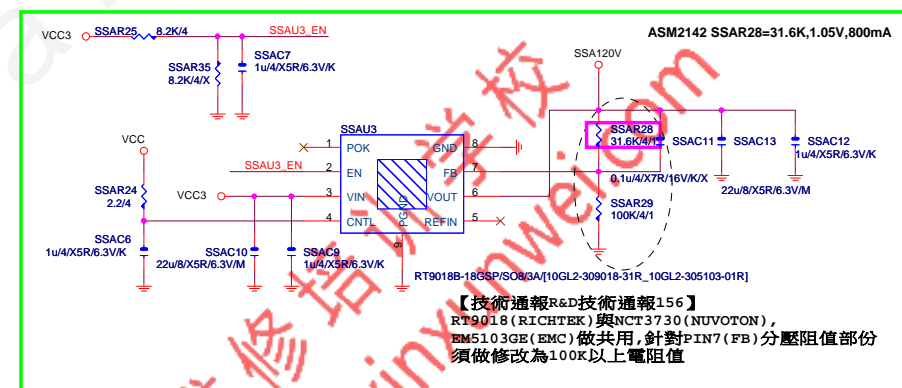 ASM2142 SSAR28=31.6K,1.05V,800mA
VCC3
SSAR25
8.2K/4
SSAU3_EN
SSAC7
1u/4/X5R/6.3V/K
SSAR35
8.2K/4/X
SSA120V
SSAR28
31.6K/4/1
SSAC11
SSAC13
SSAC12
1u/4/X5R/6.3V/K
0.1u/4/X7R/16V/K/X
22u/8/X5R/6.3V/M
SSAR29
100K/4/1
VCC
SSAR24
2.2/4
SSAC6
1u/4/X5R/6.3V/K
SSAU3_EN
VCC3
SSAC10
22u/8/X5R/6.3V/M
SSAC9
1u/4/X5R/6.3V/K
SSAU3
1 POK GND 8
2 EN FB 7
3 VIN VOUT 6
4 CNTL REFIN 5
PGND
9
RT9018B-18GSP/SO8/3A/[10GL2-309018-31R_10GL2-305103-01R]
【技術通報R&D技術通報156】
RT9018(RICHTEK)與NCT3730(NUVOTON),
EM5103GE(EMC)做共用,針對PIN7(FB)分壓阻值部份
須做修改為100K以上電阻值